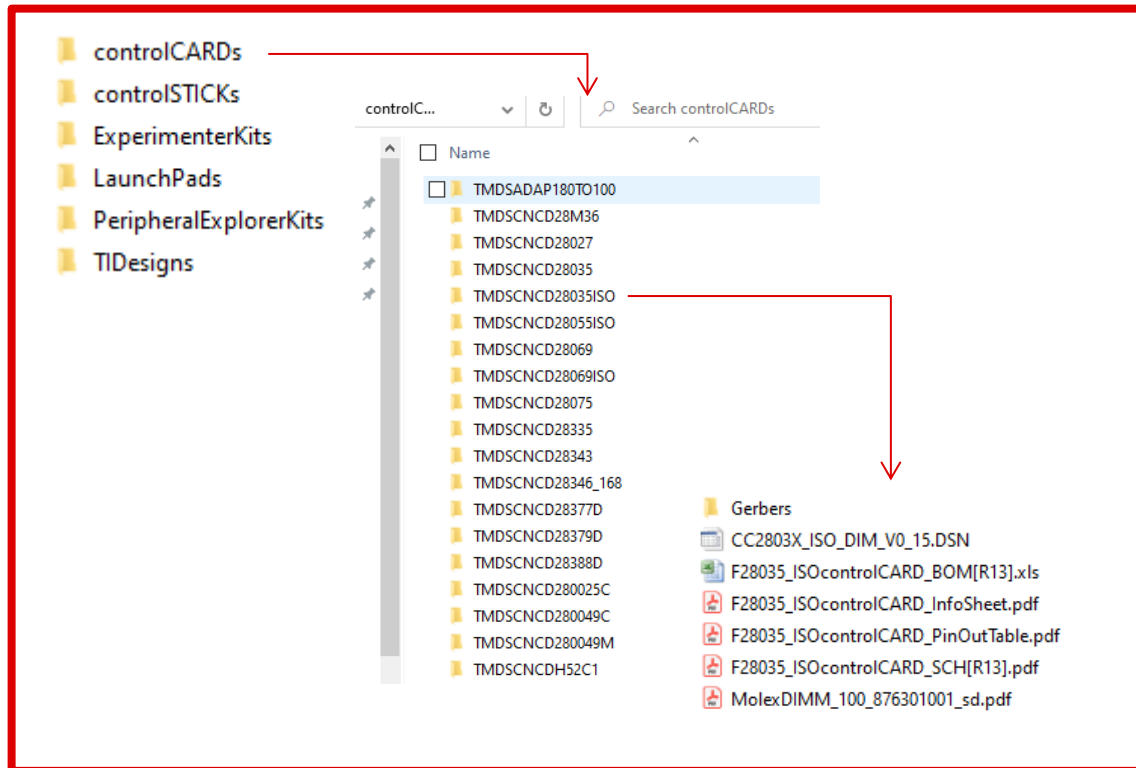 controlCARDs
controlSTICKs
ExperimenterKits
LaunchPads
PeripheralExplorerKits
TIDesigns
controlC...
Search controlCARDs
Name
TMDSADAP180TO100
TMDSCNCD28M36
TMDSCNCD28027
TMDSCNCD28035
TMDSCNCD28035ISO
TMDSCNCD28055ISO
TMDSCNCD28069
TMDSCNCD28069ISO
TMDSCNCD28075
TMDSCNCD28335
TMDSCNCD28343
TMDSCNCD28346_168
TMDSCNCD28377D
TMDSCNCD28379D
TMDSCNCD28388D
TMDSCNCD280025C
TMDSCNCD280049C
TMDSCNCD280049M
TMDSCNCDH52C1
Gerbers
CC2803X_ISO_DIM_V0_15.DSN
F28035_ISOcontrolCARD_BOM[R13].xls
F28035_ISOcontrolCARD_InfoSheet.pdf
F28035_ISOcontrolCARD_PinOutTable.pdf
F28035_ISOcontrolCARD_SCH[R13].pdf
MolexDIMM_100_876301001_sd.pdf